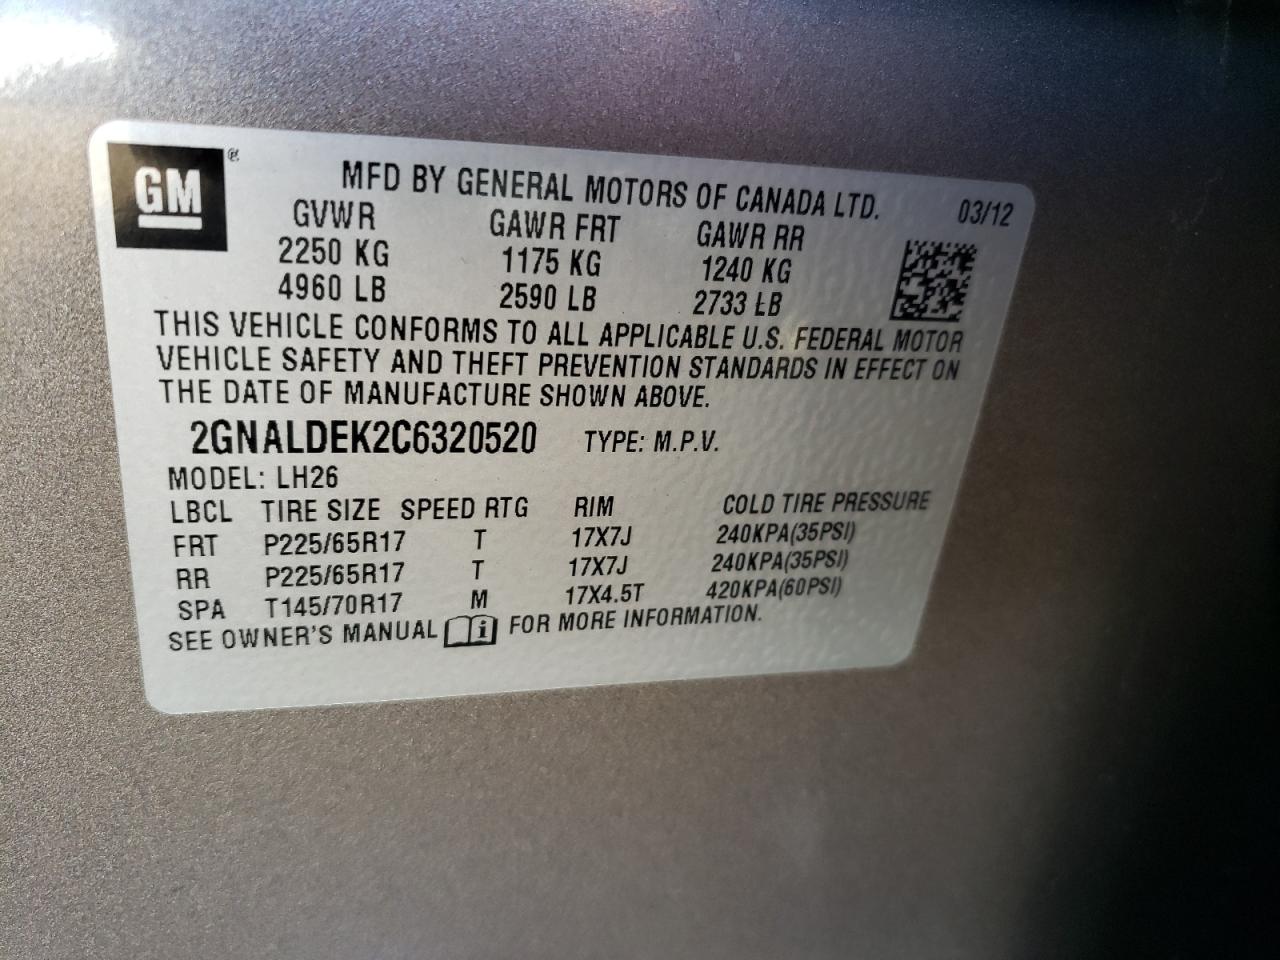 GM®
MFD BY GENERAL MOTORS OF CANADA LTD. 03/12
GVWR GAWR FRT GAWR RR
2250 KG 1175 KG 1240 KG
4960 LB 2590 LB 2733 LB
THIS VEHICLE CONFORMS TO ALL APPLICABLE U.S. FEDERAL MOTOR
VEHICLE SAFETY AND THEFT PREVENTION STANDARDS IN EFFECT ON
THE DATE OF MANUFACTURE SHOWN ABOVE.
2GNALDEK2C6320520 TYPE: M.P.V.
MODEL: LH26
LBCL TIRE SIZE SPEED RTG RIM COLD TIRE PRESSURE
FRT P225/65R17 T 17X7J 240KPA(35PSI)
RR P225/65R17 T 17X7J 240KPA(35PSI)
SPA T145/70R17 M 17X4.5T 420KPA(60PSI)
SEE OWNER'S MANUAL i FOR MORE INFORMATION.